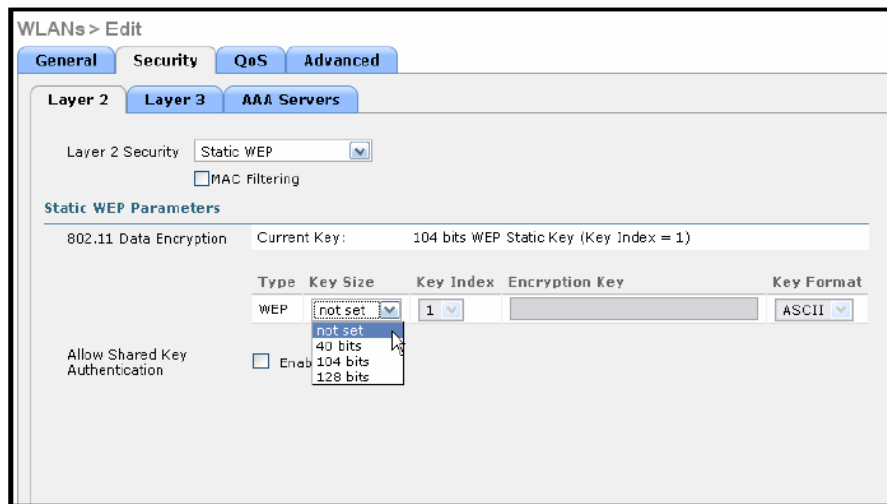 WLANs > Edit
General Security QoS Advanced
Layer 2 Layer 3 AAA Servers
Layer 2 Security Static WEP
MAC Filtering
Static WEP Parameters
802.11 Data Encryption Current Key: 104 bits WEP Static Key (Key Index = 1)
Type Key Size Key Index Encryption Key Key Format
WEP not set 1 ASCII
not set
40 bits
104 bits
128 bits
Allow Shared Key
Authentication